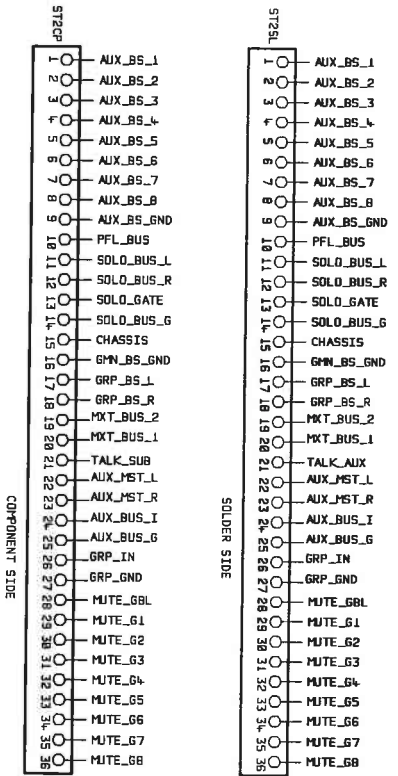 ST2CP
1 AUX_BS_1
2 AUX_BS_2
3 AUX_BS_3
4 AUX_BS_4
5 AUX_BS_5
6 AUX_BS_6
7 AUX_BS_7
8 AUX_BS_8
9 AUX_BS_GND
10 PFL_BUS
11 SOLO_BUS_L
12 SOLO_BUS_R
13 SOLO_GATE
14 SOLO_BUS_G
15 CHASSIS
16 GMN_BS_GND
17 GRP_BS_L
18 GRP_BS_R
19 MXT_BUS_2
20 MXT_BUS_1
21 TALK_SUB
22 AUX_MST_L
23 AUX_MST_R
24 AUX_BUS_I
25 AUX_BUS_G
26 GRP_IN
27 GRP_GND
28 MUTE_GBL
29 MUTE_G1
30 MUTE_G2
31 MUTE_G3
32 MUTE_G4
33 MUTE_G5
34 MUTE_G6
35 MUTE_G7
36 MUTE_G8
COMPONENT SIDE
ST2SL
1 AUX_BS_1
2 AUX_BS_2
3 AUX_BS_3
4 AUX_BS_4
5 AUX_BS_5
6 AUX_BS_6
7 AUX_BS_7
8 AUX_BS_8
9 AUX_BS_GND
10 PFL_BUS
11 SOLO_BUS_L
12 SOLO_BUS_R
13 SOLO_GATE
14 SOLO_BUS_G
15 CHASSIS
16 GMN_BS_GND
17 GRP_BS_L
18 GRP_BS_R
19 MXT_BUS_2
20 MXT_BUS_1
21 TALK_AUX
22 AUX_MST_L
23 AUX_MST_R
24 AUX_BUS_I
25 AUX_BUS_G
26 GRP_IN
27 GRP_GND
28 MUTE_GBL
29 MUTE_G1
30 MUTE_G2
31 MUTE_G3
32 MUTE_G4
33 MUTE_G5
34 MUTE_G6
35 MUTE_G7
36 MUTE_G8
SOLDER SIDE